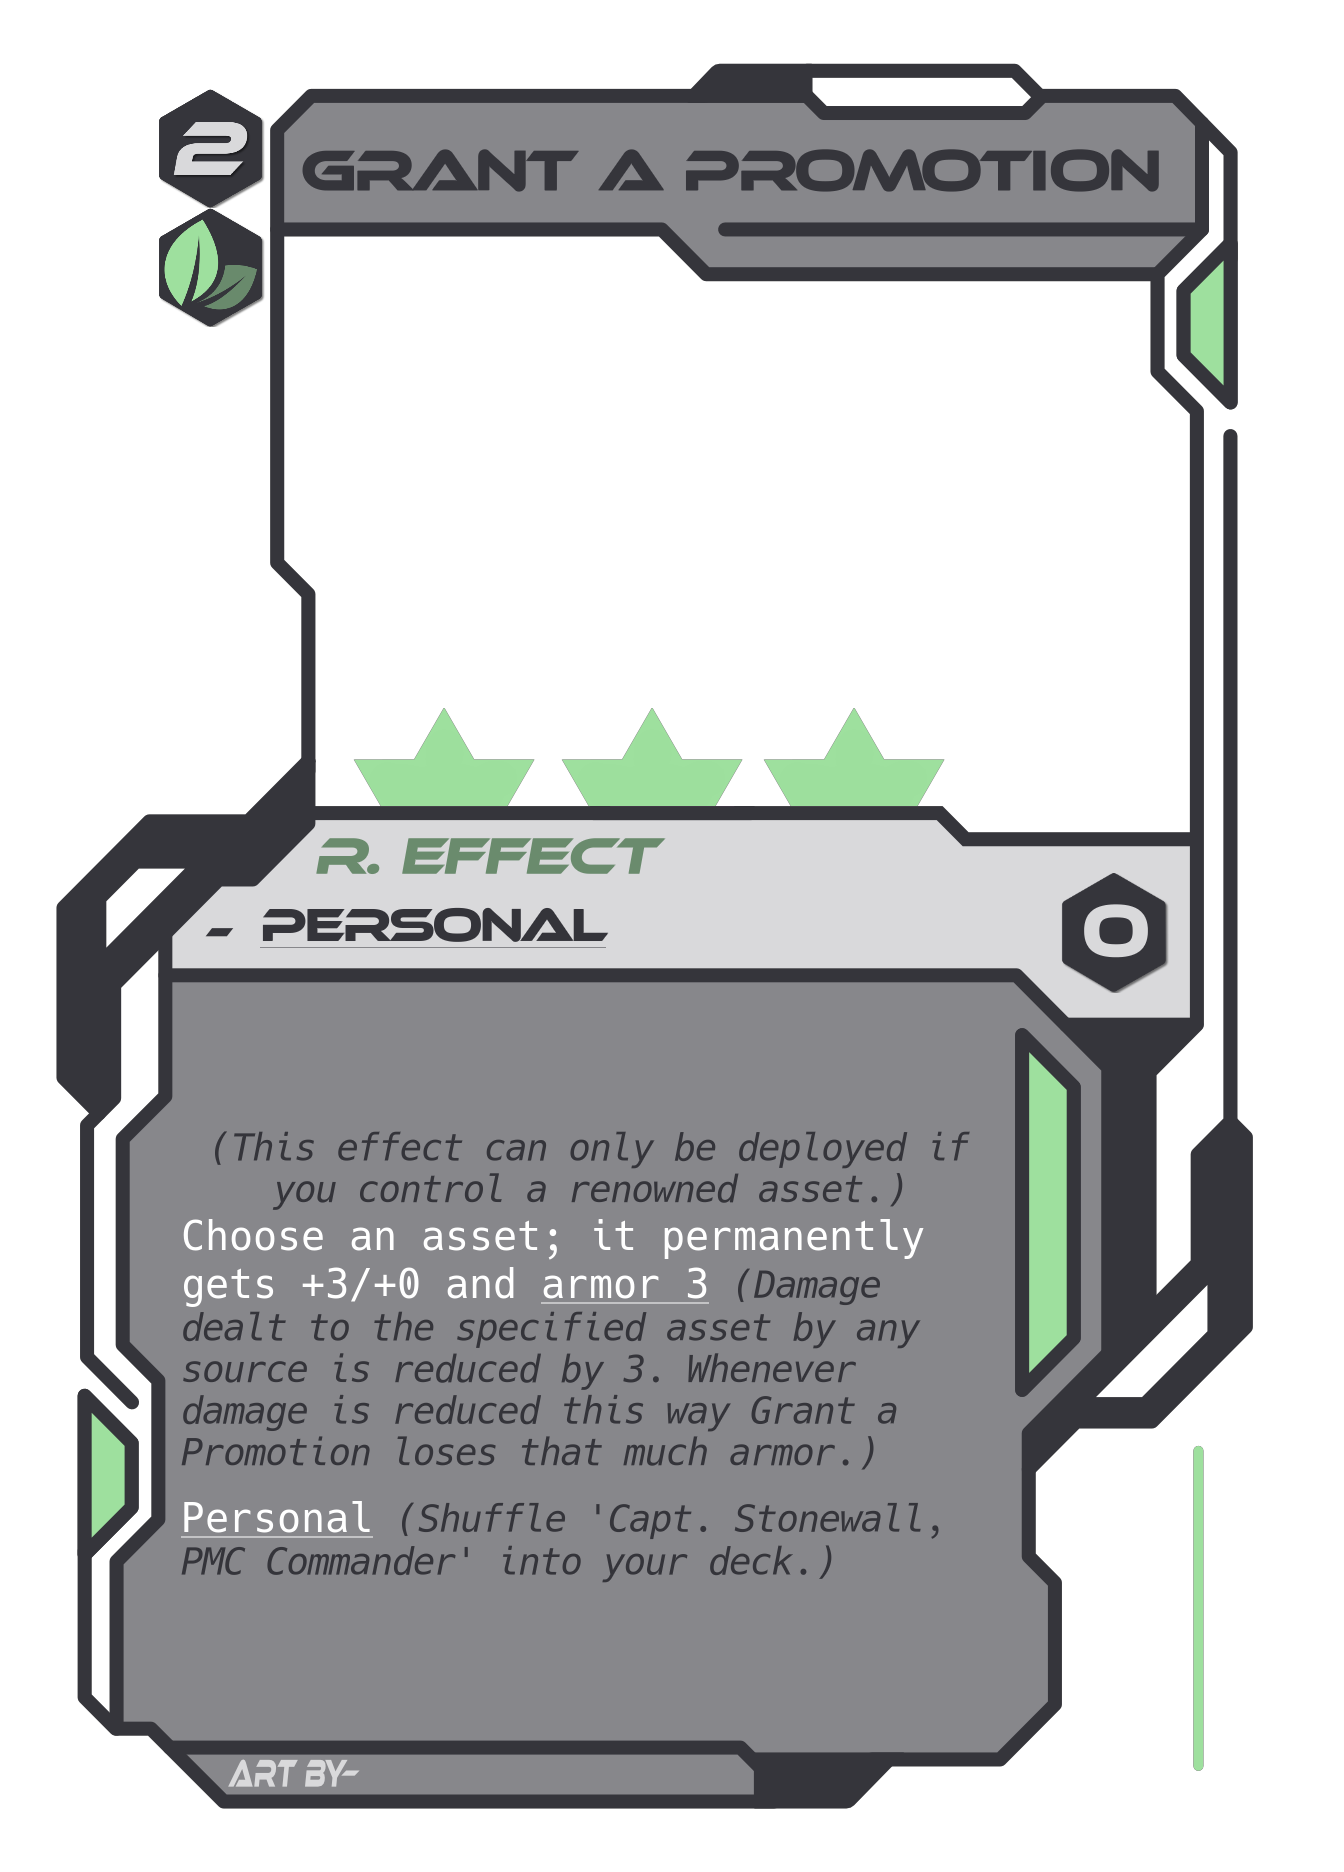 2
GRANT A PROMOTION
R. EFFECT
- PERSONAL
0
(This effect can only be deployed if
you control a renowned asset.)
Choose an asset; it permanently
gets +3/+0 and armor 3 (Damage
dealt to the specified asset by any
source is reduced by 3. Whenever
damage is reduced this way Grant a
Promotion loses that much armor.)
Personal (Shuffle 'Capt. Stonewall,
PMC Commander' into your deck.)
ART BY-